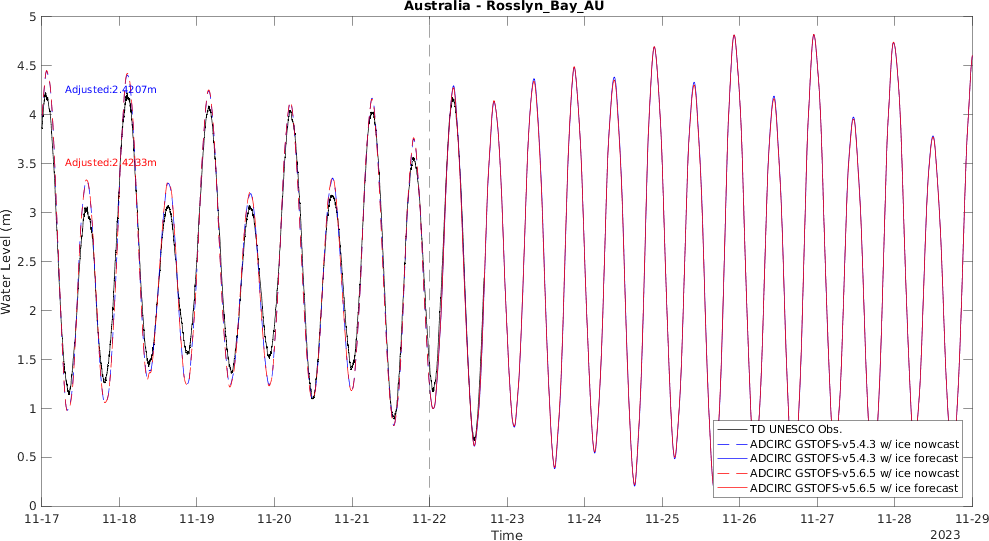 Australia - Rosslyn_Bay_AU
5
4.5
4
3.5
3
2.5
2
1.5
1
0.5
0
Water Level (m)
Adjusted:2.4207m
Adjusted:2.4233m
TD UNESCO Obs.
ADCIRC GSTOFS-v5.4.3 w/ ice nowcast
ADCIRC GSTOFS-v5.4.3 w/ ice forecast
ADCIRC GSTOFS-v5.6.5 w/ ice nowcast
ADCIRC GSTOFS-v5.6.5 w/ ice forecast
11-17 11-18 11-19 11-20 11-21 11-22 11-23 11-24 11-25 11-26 11-27 11-28 11-29
Time
2023